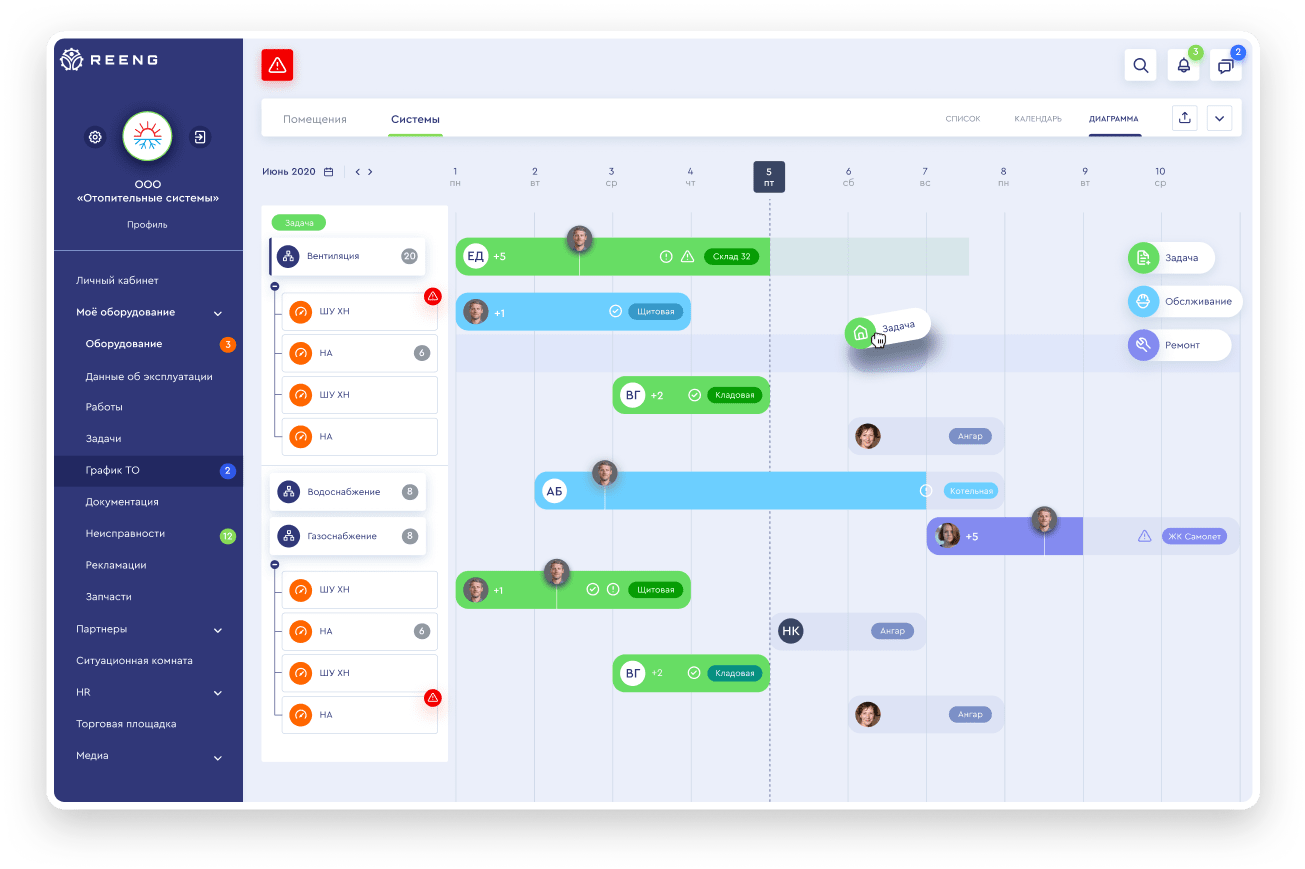 REENG
3
2
ООО
«Отопительные системы»
Профиль
Личный кабинет
Моё оборудование
Оборудование 3
Данные об эксплуатации
Работы
Задачи
График ТО 2
Документация
Неисправности 12
Рекламации
Запчасти
Партнеры
Ситуационная комната
HR
Торговая площадка
Медиа
Помещения Системы СПИСОК КАЛЕНДАРЬ ДИАГРАММА
Июнь 2020 < > 1 2 3 4 5 6 7 8 9 10
пн вт ср чт пт сб вс пн вт ср
Задача
Вентиляция 20 ЕД +5 Склад 32 Задача
ШУ ХН +1 Щитовая Обслживание
Задача
НА 6 Ремонт
ШУ ХН ВГ +2 Кладовая
НА Ангар
Водоснабжение 8 АБ Котельная
Газоснабжение 8 +5 ЖК Самолет
ШУ ХН +1 Щитовая
НА 6 НК Ангар
ШУ ХН ВГ +2 Кладовая
НА Ангар